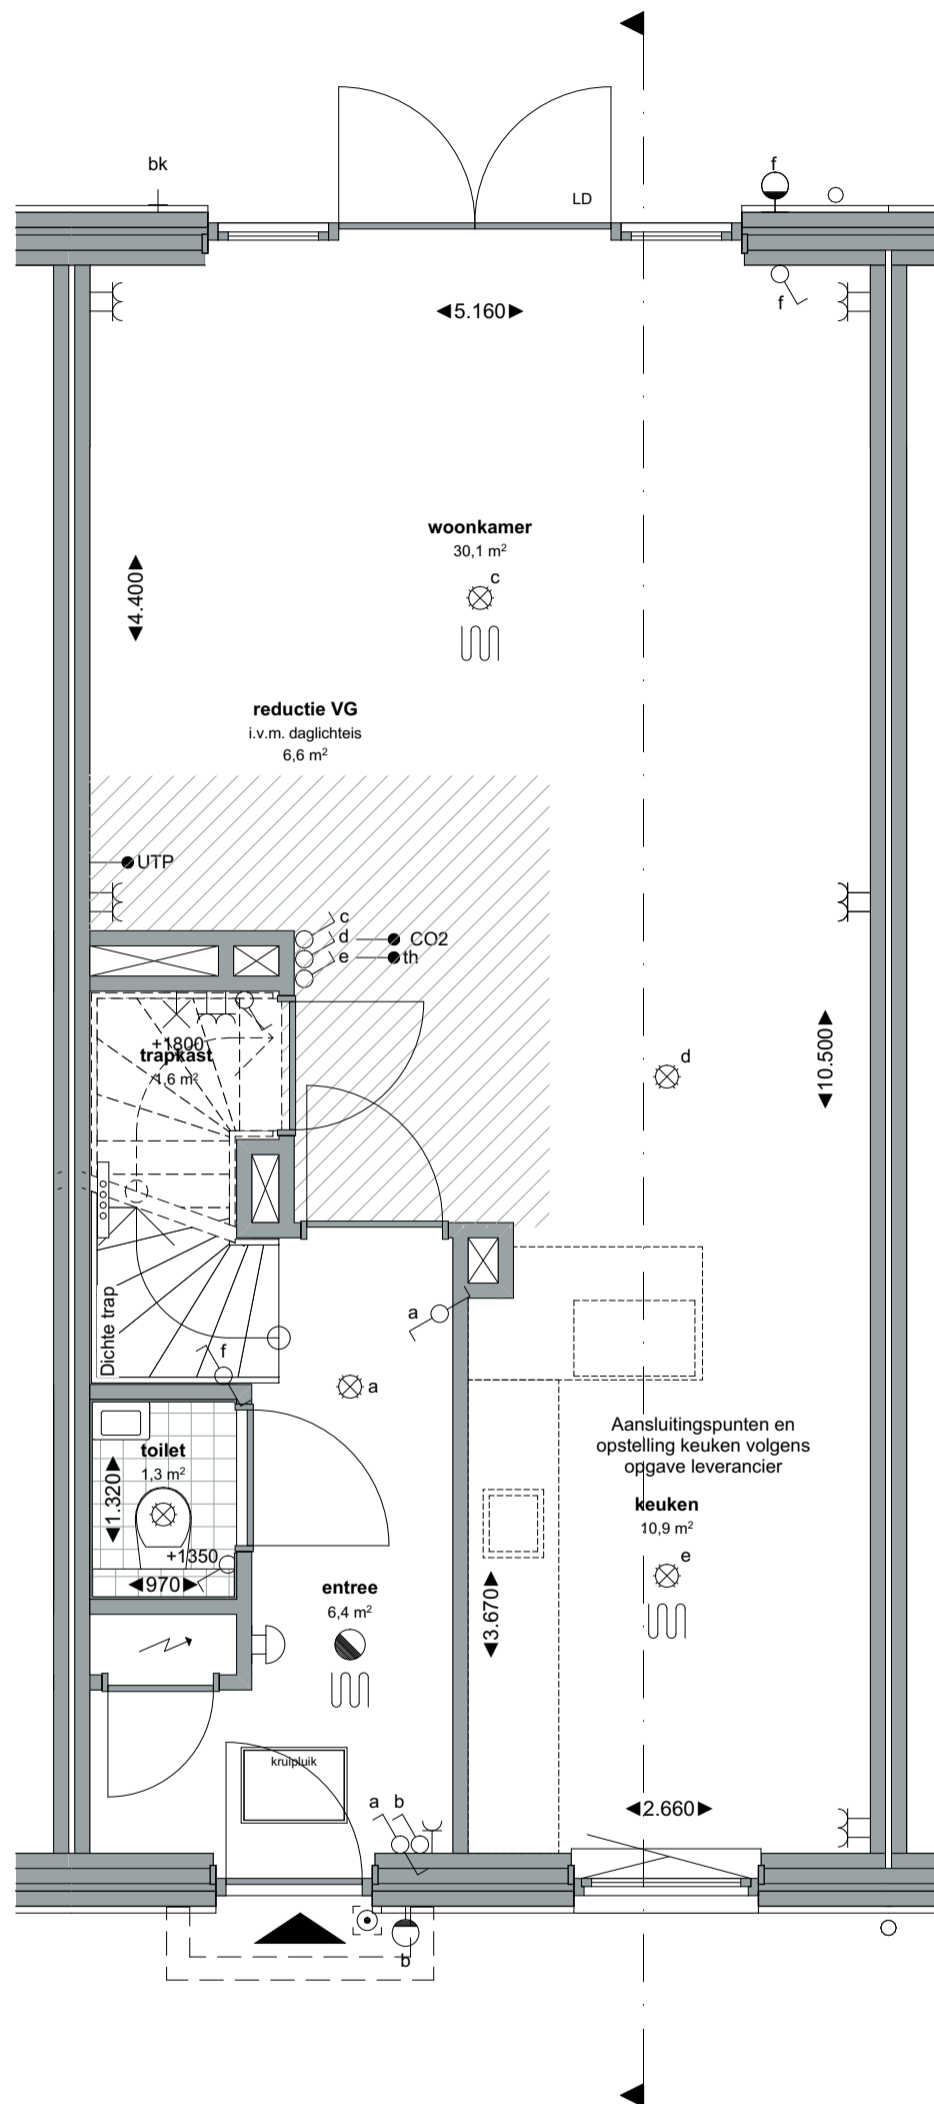 bk
f
LD
f
5.160
woonkamer
30,1 m²
c
4.400
reductie VG
i.v.m. daglichteis
6,6 m²
UTP
c
d
CO2
e
th
+1800
trapkast
1,6 m²
d
10.500
Dichte trap
a
f
a
Aansluitingspunten en
opstelling keuken volgens
opgave leverancier
toilet
1,3 m²
1.320
keuken
10,9 m²
+1350
970
e
entree
6,4 m²
3.670
kruipluik
a b
2.660
b